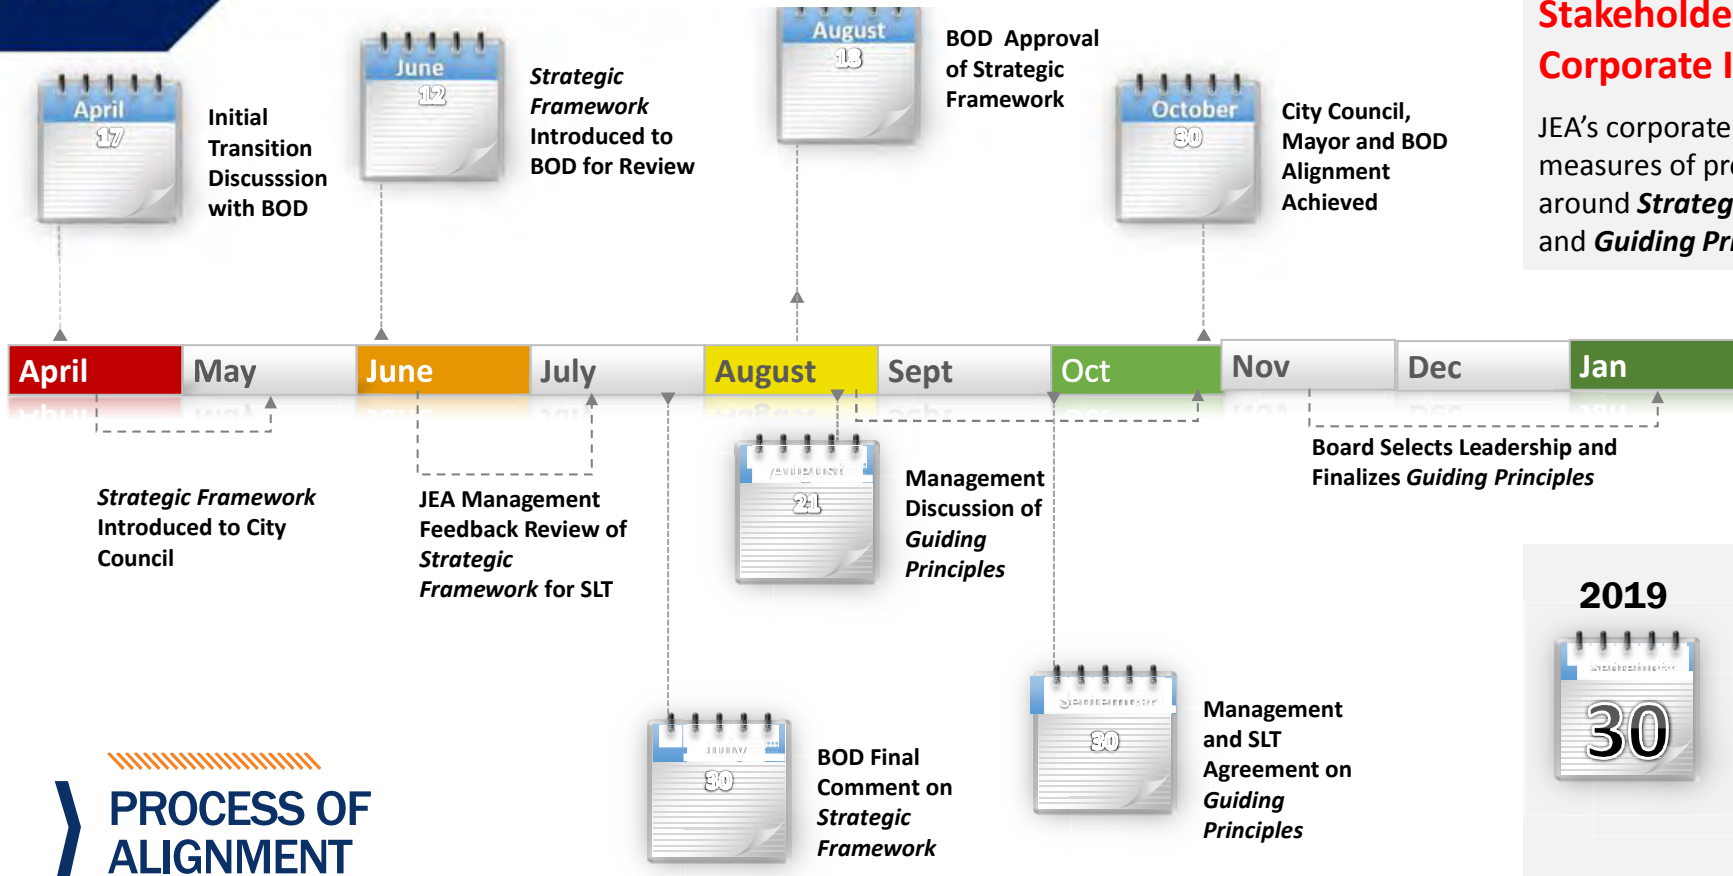 April
17
Initial
Transition
Discusssion
with BOD
June
12
Strategic
Framework
Introduced to
BOD for Review
August
13
BOD Approval
of Strategic
Framework
October
30
City Council,
Mayor and BOD
Alignment
Achieved
Stakeholde
Corporate I
JEA's corporate
measures of pr
around Strateg
and Guiding Pri
April
May
June
July
August
Sept
Oct
Nov
Dec
Jan
Strategic Framework
Introduced to City
Council
JEA Management
Feedback Review of
Strategic
Framework for SLT
August
21
Management
Discussion of
Guiding
Principles
Board Selects Leadership and
Finalizes Guiding Principles
July
30
BOD Final
Comment on
Strategic
Framework
September
30
Management
and SLT
Agreement on
Guiding
Principles
2019
September
30
PROCESS OF
ALIGNMENT